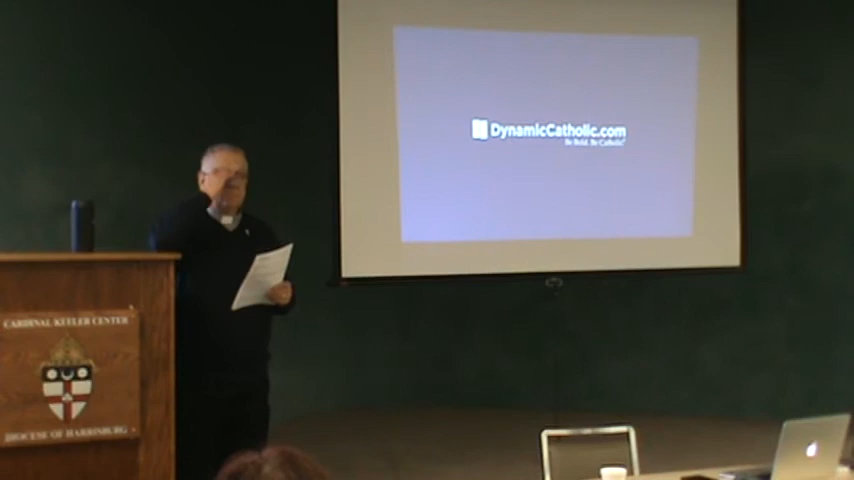 DynamicCatholic.com
Be Bold. Be Catholic.®
CARDINAL KEELER CENTER
DIOCESE OF HARRISBURG